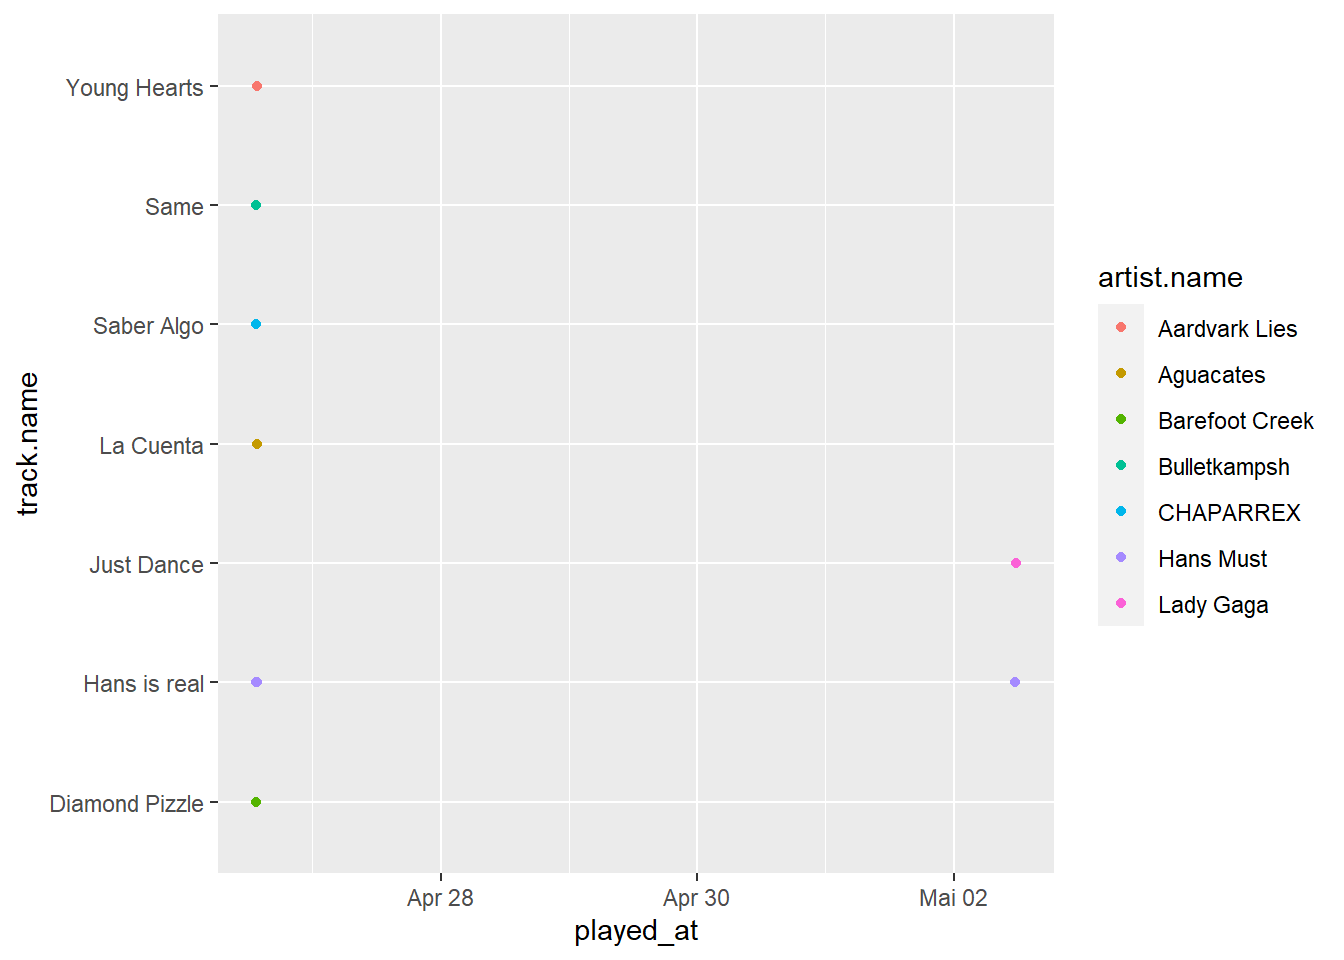 Young Hearts
Same
Saber Algo
La Cuenta
Just Dance
Hans is real
Diamond Pizzle
track.name
Apr 28
Apr 30
Mai 02
played_at
artist.name
Aardvark Lies
Aguacates
Barefoot Creek
Bulletkampsh
CHAPARREX
Hans Must
Lady Gaga